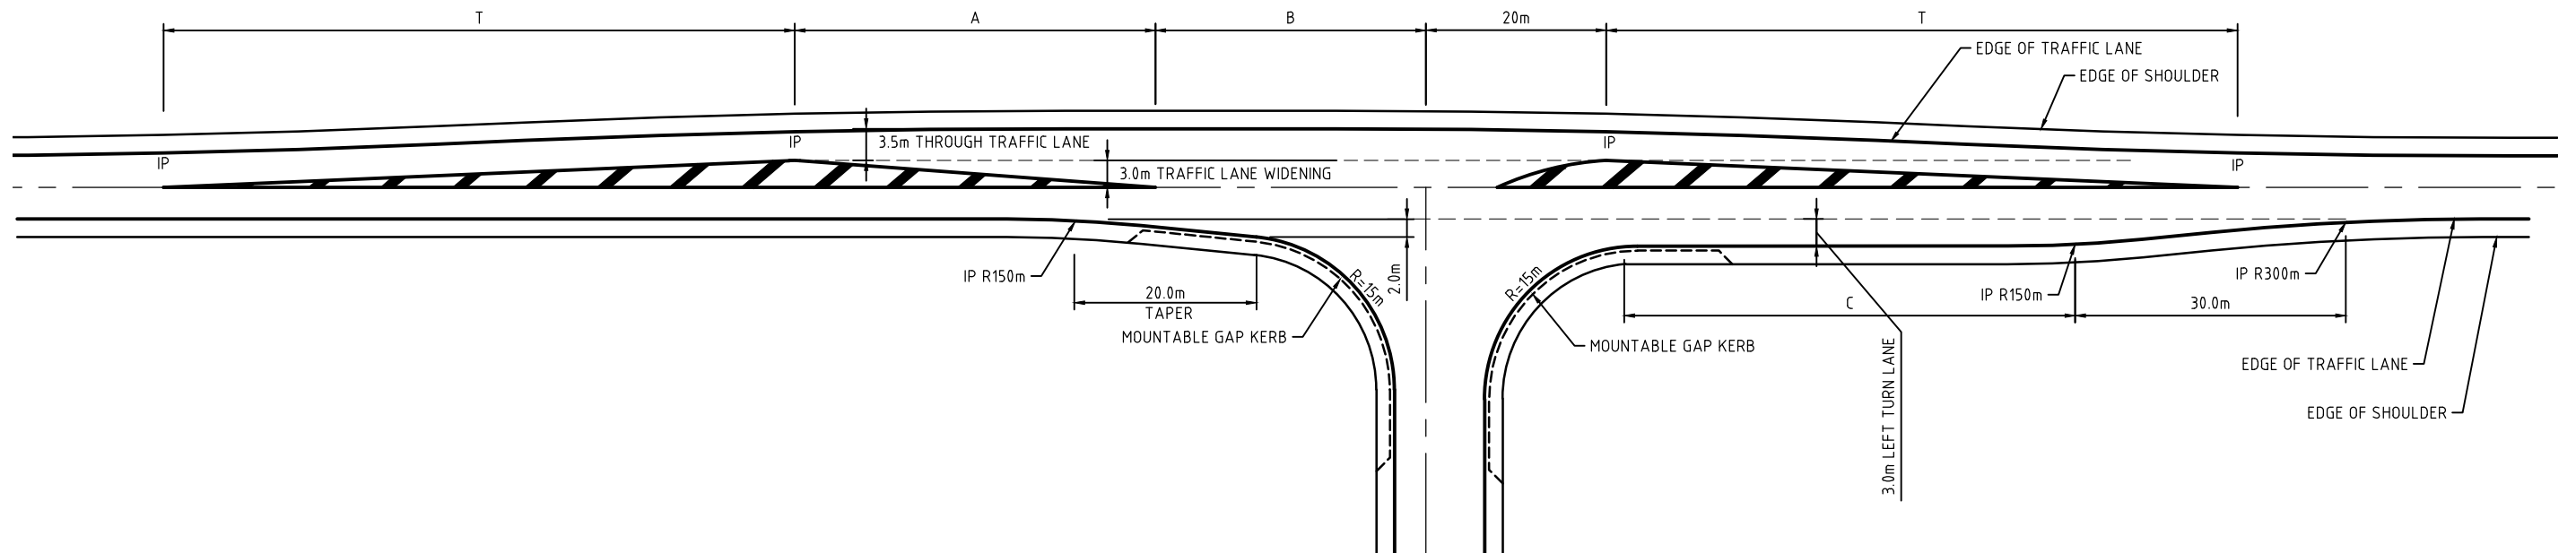 T
A
B
20m
T
EDGE OF TRAFFIC LANE
EDGE OF SHOULDER
3.5m THROUGH TRAFFIC LANE
IP
IP
IP
IP
3.0m TRAFFIC LANE WIDENING
IP R150m
20.0m
TAPER
MOUNTABLE GAP KERB
R=15m
2.0m
R=15m
MOUNTABLE GAP KERB
C
IP R150m
30.0m
IP R300m
3.0m LEFT TURN LANE
EDGE OF TRAFFIC LANE
EDGE OF SHOULDER